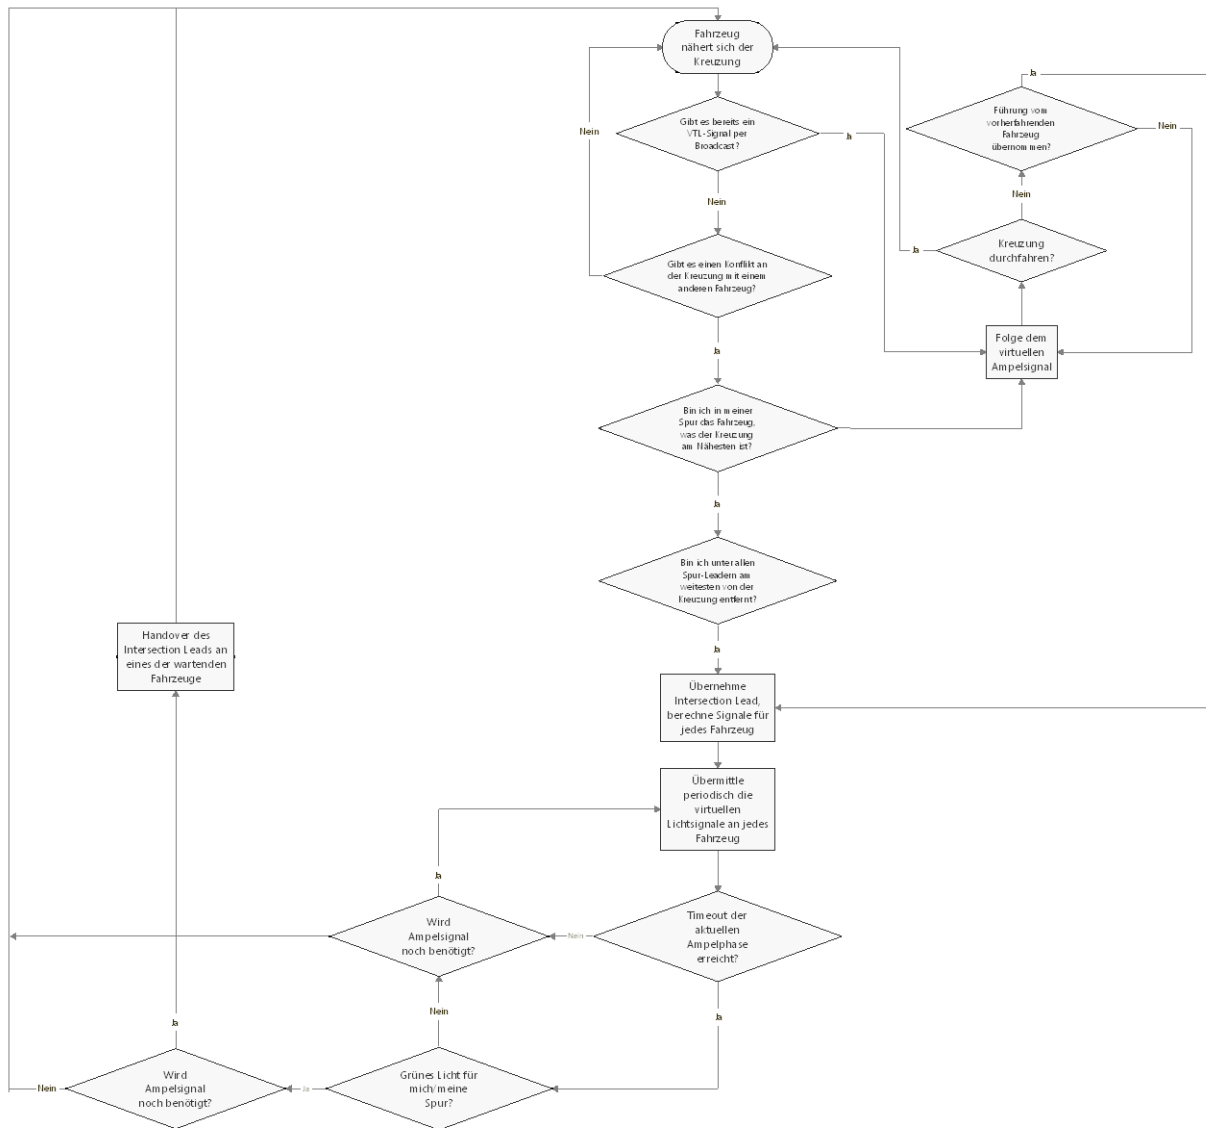 Fahrzeug
nähert sich der
Kreuzung
Gibt es bereits ein
VTL-Signal per
Broadcast?
Nein
Ja
Nein
Gibt es einen Konflikt an
der Kreuzung mit einem
anderen Fahrzeug?
Ja
Bin ich in meiner
Spur das Fahrzeug,
was der Kreuzung
am Nähesten ist?
Ja
Bin ich unter allen
Spur-Leadern am
weitesten von der
Kreuzung entfernt?
Ja
Ja
Führung vom
vorherfahrenden
Fahrzeug
übernommen?
Nein
Nein
Kreuzung
durchfahren?
Ja
Folge dem
virtuellen
Ampelsignal
Handover des
Intersection Leads an
eines der wartenden
Fahrzeuge
Übernehme
Intersection Lead,
berechne Signale für
jedes Fahrzeug
Übermittle
periodisch die
virtuellen
Lichtsignale an jedes
Fahrzeug
Ja
Wird
Ampelsignal
noch benötigt?
Nein
Timeout der
aktuellen
Ampelphase
erreicht?
Nein
Ja
Ja
Nein
Wird
Ampelsignal
noch benötigt?
Ja
Grünes Licht für
mich/meine
Spur?